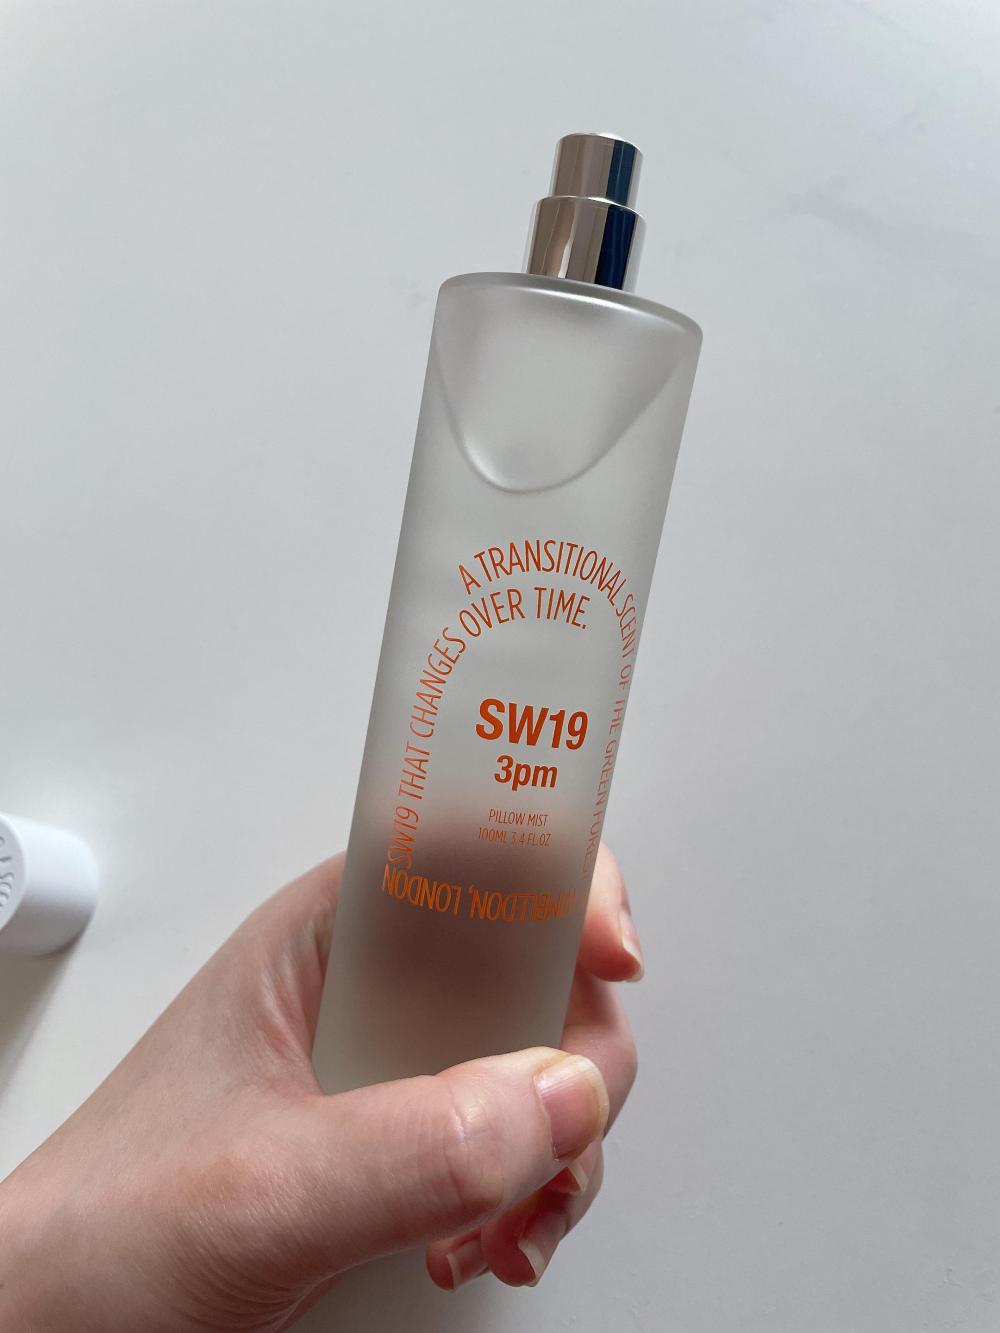 A TRANSITIONAL SCENT OF THE GREEN FOREST
WIMBLEDON, LONDON
SW19 THAT CHANGES
OVER TIME.
SW19
3pm
PILLOW MIST
100ML 3.4 FL.OZ